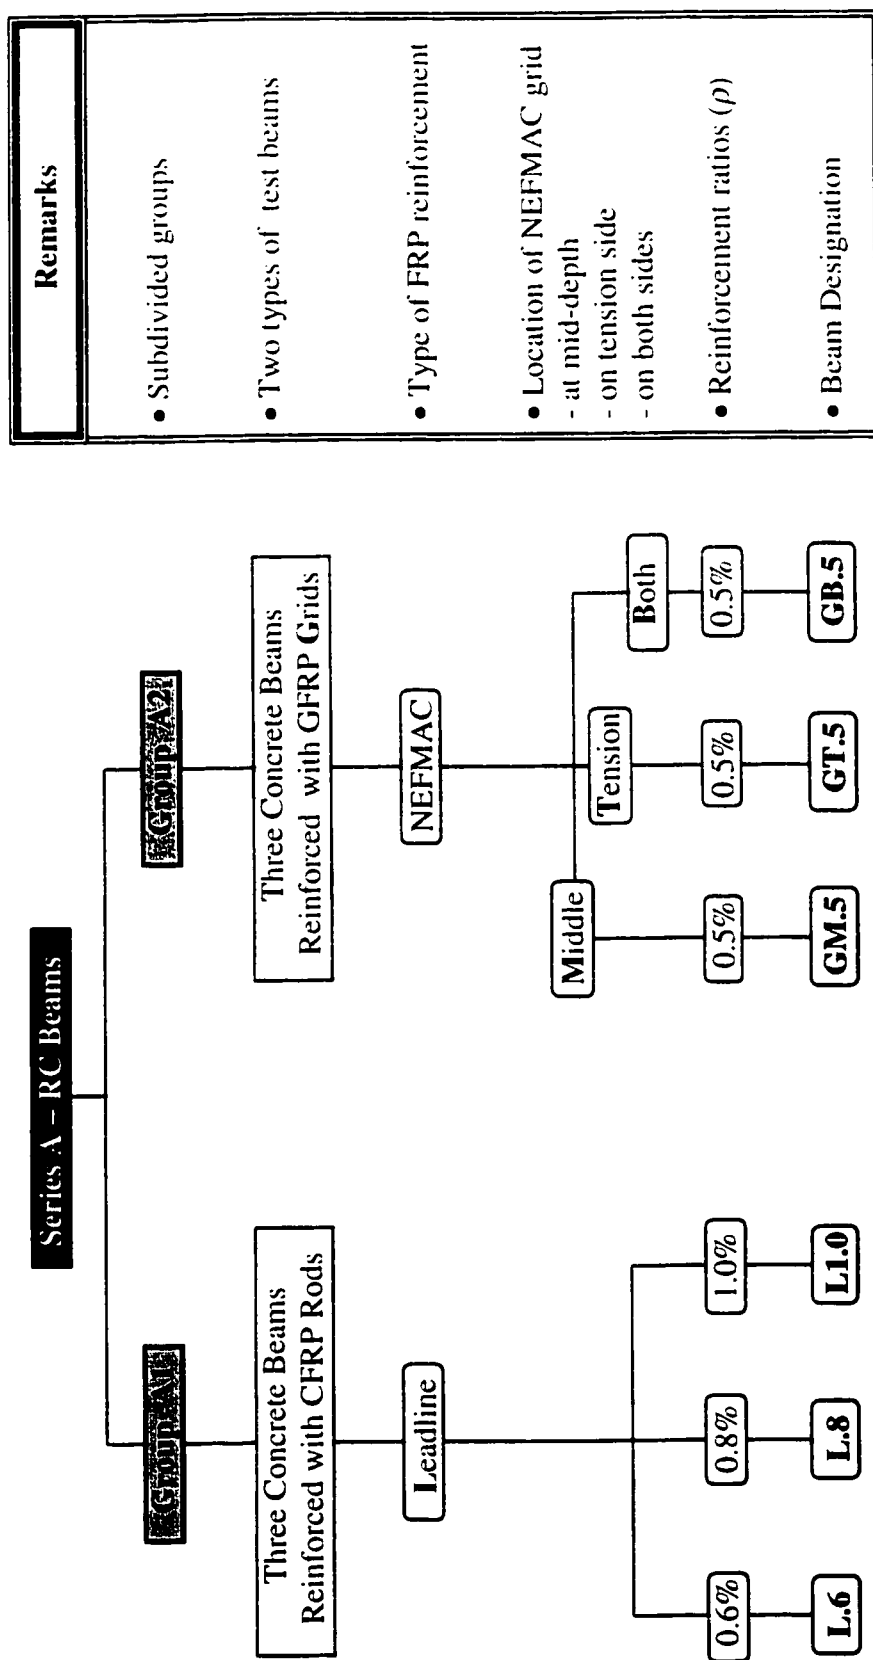 Series A – RC Beams
Group A1
Three Concrete Beams
Reinforced with CFRP Rods
Leadline
0.6%
0.8%
1.0%
L.6
L.8
L1.0
Group A2
Three Concrete Beams
Reinforced with GFRP Grids
NEFMAC
Middle
Tension
Both
0.5%
0.5%
0.5%
GM.5
GT.5
GB.5
Remarks
• Subdivided groups
• Two types of test beams
• Type of FRP reinforcement
• Location of NEFMAC grid
- at mid-depth
- on tension side
- on both sides
• Reinforcement ratios (ρ)
• Beam Designation